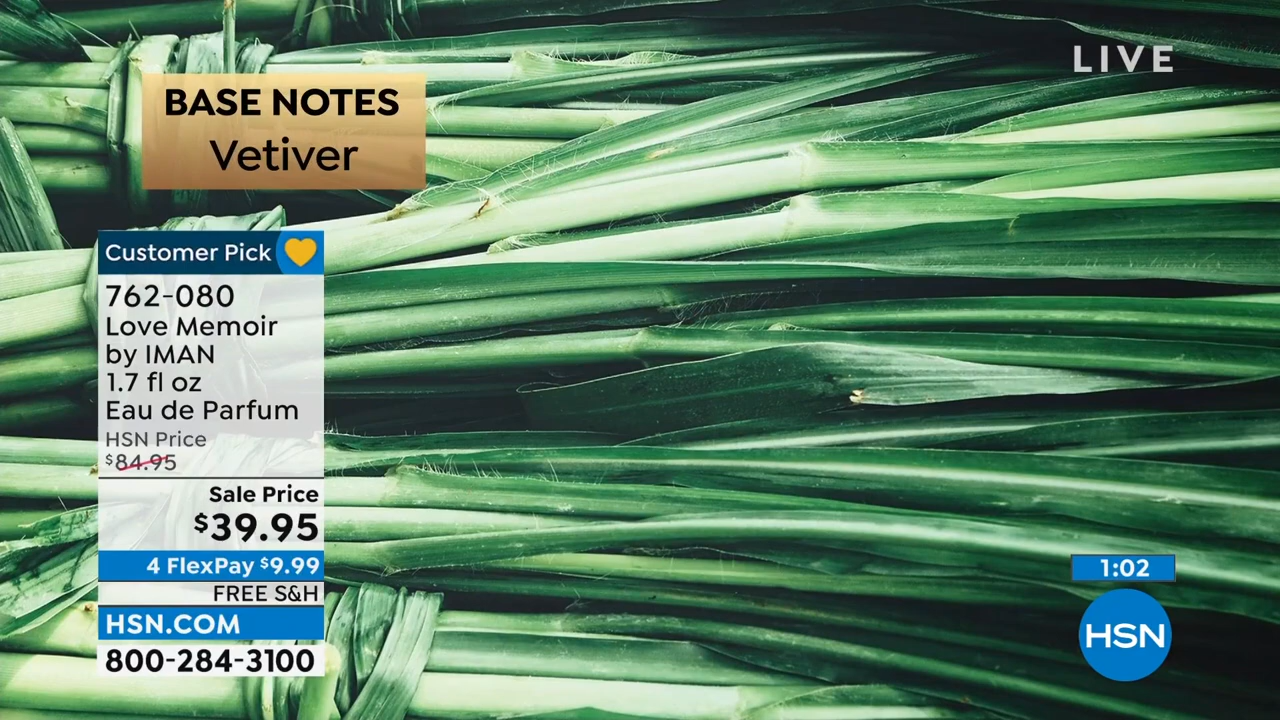 LIVE
BASE NOTES
Vetiver
Customer Pick
762-080
Love Memoir
by IMAN
1.7 fl oz
Eau de Parfum
HSN Price
$84.95
Sale Price
$39.95
4 FlexPay $9.99
FREE S&H
HSN.COM
800-284-3100
1:02
HSN